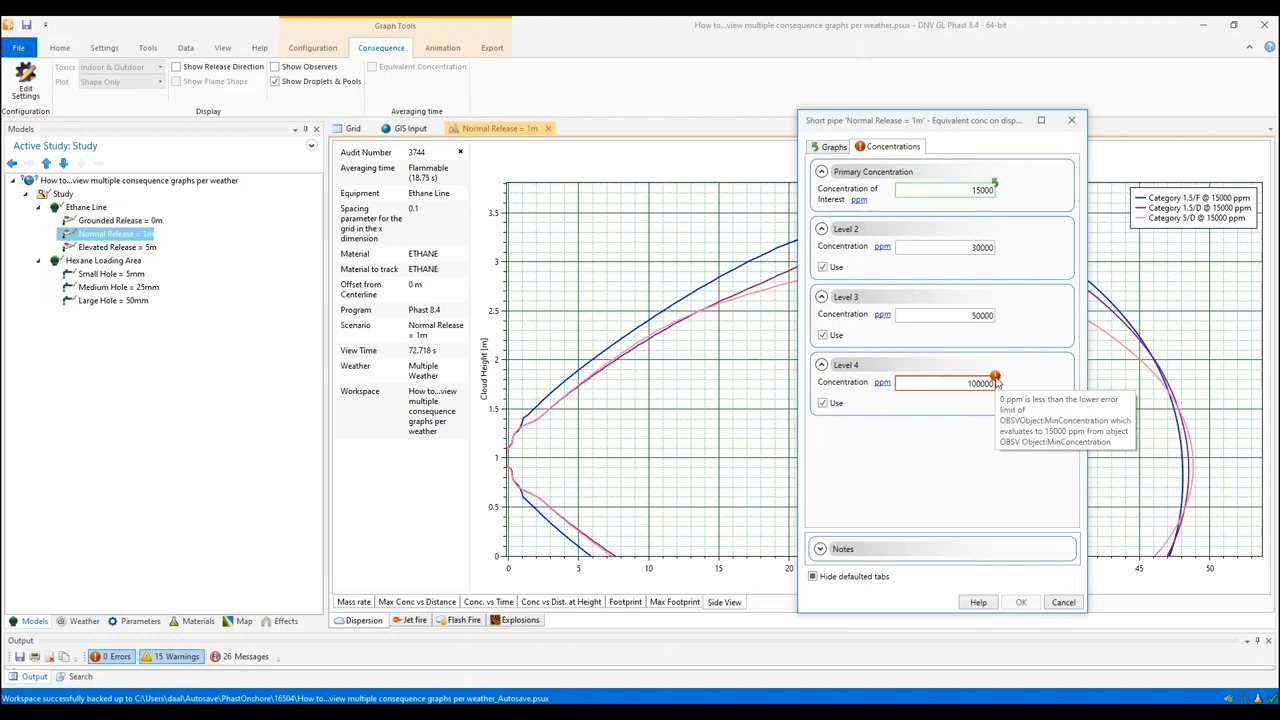 Graph Tools
How to...view multiple consequence graphs per weather.psux - DNV GL Phast 8.4 - 64-bit
File
Home
Settings
Tools
Data
View
Help
Configuration
Consequence
Animation
Export
Edit
Settings
Configuration
Toxics
Indoor & Outdoor
Plot
Shape Only
Show Release Direction
Show Flame Shape
Show Observers
Show Droplets & Pools
Display
Equivalent Concentration
Averaging time
Models
Active Study: Study
How to...view multiple consequence graphs per weather
Study
Ethane Line
Grounded Release = 0m
Normal Release = 1m
Elevated Release = 5m
Hexane Loading Area
Small Hole = 5mm
Medium Hole = 25mm
Large Hole = 50mm
Models
Weather
Parameters
Materials
Map
Effects
Grid
GIS Input
Normal Release = 1m
Audit Number 3744
Averaging time Flammable
(18.75 s)
Equipment Ethane Line
Spacing 0.1
parameter for the
grid in the x
dimension
Material ETHANE
Material to track ETHANE
Offset from 0 m
Centerline
Program Phast 8.4
Scenario Normal Release
= 1m
View Time 72.718 s
Weather Multiple
Weather
Workspace How to...view
multiple
consequence
graphs per
weather
Cloud Height [m]
3.5
3
2.5
2
1.5
1
0.5
0
0
5
10
15
20
45
50
Category 1.5/F @ 15000 ppm
Category 1.5/D @ 15000 ppm
Category 5/D @ 15000 ppm
Mass rate
Max Conc vs Distance
Conc. vs Time
Conc vs Dist. at Height
Footprint
Max Footprint
Side View
Dispersion
Jet fire
Flash Fire
Explosions
Short pipe 'Normal Release = 1m' - Equivalent conc on disp...
Graphs
Concentrations
Primary Concentration
Concentration of
Interest ppm
15000
Level 2
Concentration ppm 30000
Use
Level 3
Concentration ppm 50000
Use
Level 4
Concentration ppm 100000
Use
0 ppm is less than the lower error
limit of
OBSVObject:MinConcentration which
evaluates to 15000 ppm from object
OBSV Object:MinConcentration
Notes
Hide defaulted tabs
Help
OK
Cancel
Output
0 Errors
15 Warnings
26 Messages
Output
Search
Workspace successfully backed up to C:\Users\daal\Autosave\PhastOnshore\16504\How to...view multiple consequence graphs per weather_Autosave.psux